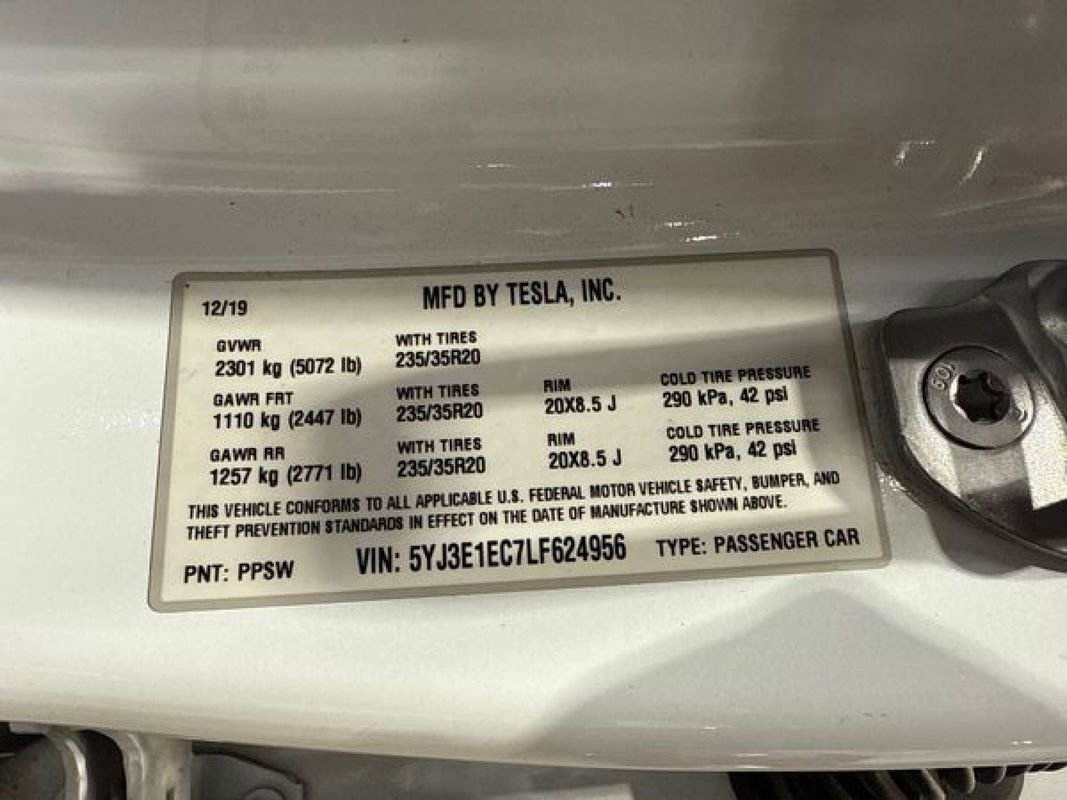 12/19 MFD BY TESLA, INC.
GVWR WITH TIRES
2301 kg (5072 lb) 235/35R20
GAWR FRT WITH TIRES RIM COLD TIRE PRESSURE
1110 kg (2447 lb) 235/35R20 20X8.5 J 290 kPa, 42 psi
GAWR RR WITH TIRES RIM COLD TIRE PRESSURE
1257 kg (2771 lb) 235/35R20 20X8.5 J 290 kPa, 42 psi
THIS VEHICLE CONFORMS TO ALL APPLICABLE U.S. FEDERAL MOTOR VEHICLE SAFETY, BUMPER, AND
THEFT PREVENTION STANDARDS IN EFFECT ON THE DATE OF MANUFACTURE SHOWN ABOVE.
PNT: PPSW VIN: 5YJ3E1EC7LF624956 TYPE: PASSENGER CAR